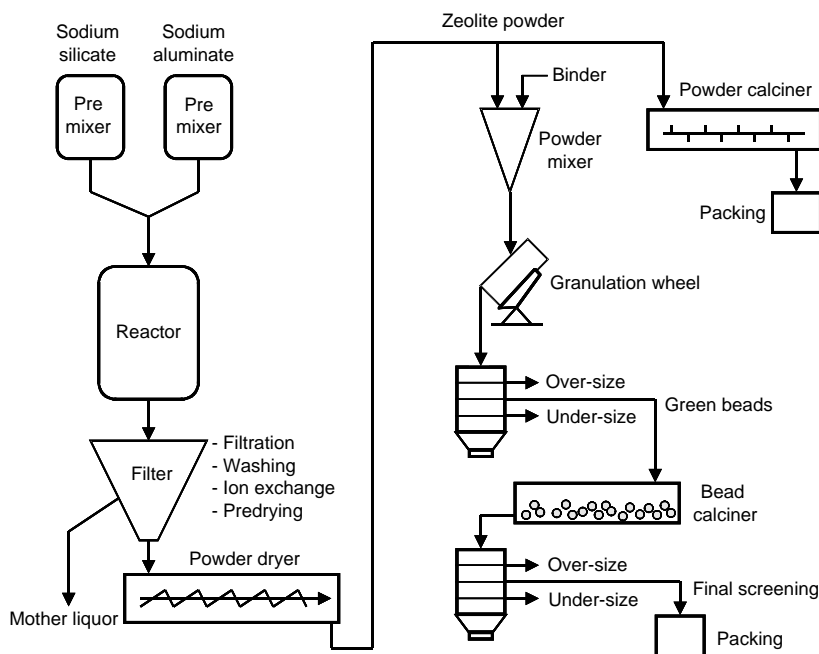 Sodium
silicate
Sodium
aluminate
Pre
mixer
Pre
mixer
Reactor
Filter
- Filtration
- Washing
- Ion exchange
- Predrying
Mother liquor
Powder dryer
Zeolite powder
Binder
Powder
mixer
Powder calciner
Packing
Granulation wheel
Over-size
Under-size
Green beads
Bead
calciner
Over-size
Under-size
Final screening
Packing